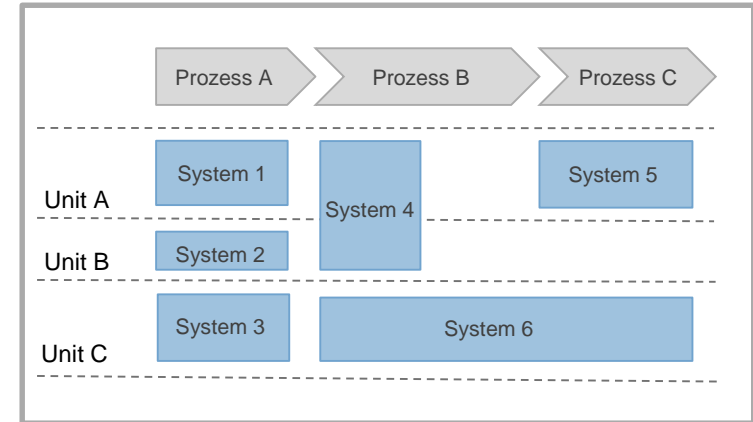 Prozess A
Prozess B
Prozess C
System 1
System 5
Unit A
System 4
System 2
Unit B
System 3
System 6
Unit C